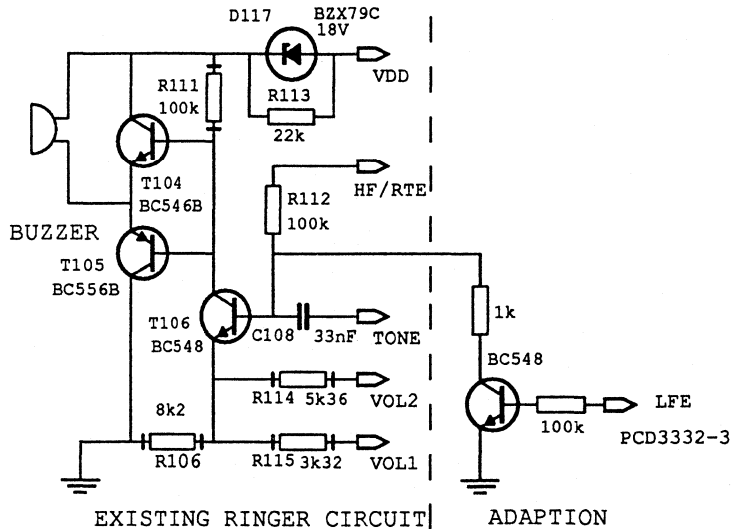 D117
BZX79C
18V
VDD
R111
100k
R113
22k
T104
BC546B
HF/RTE
R112
100k
BUZZER
T105
BC556B
T106
BC548
C108
33nF
TONE
1k
BC548
R114
5k36
VOL2
8k2
R106
R115
3k32
VOL1
LFE
100k
PCD3332-3
EXISTING RINGER CIRCUIT
ADAPTION